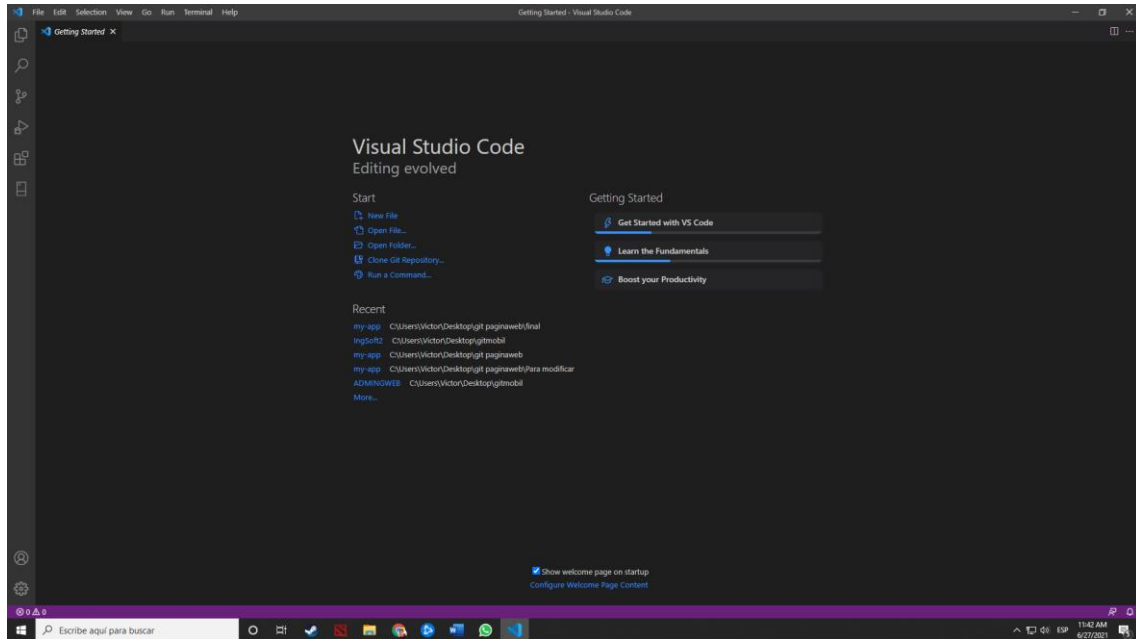 File Edit Selection View Go Run Terminal Help
Getting Started - Visual Studio Code
Getting Started
Visual Studio Code
Editing evolved
Start
New File
Open File...
Open Folder...
Clone Git Repository...
Run a Command...
Getting Started
Get Started with VS Code
Learn the Fundamentals
Boost your Productivity
Recent
my-app C:\Users\Victor\Desktop\git paginaweb\final
IngSoft2 C:\Users\Victor\Desktop\gitmobil
my-app C:\Users\Victor\Desktop\git paginaweb
my-app C:\Users\Victor\Desktop\git paginaweb\Para modificar
ADMINGWEB C:\Users\Victor\Desktop\gitmobil
More...
Show welcome page on startup
Configure Welcome Page Content
0 0
Escribe aquí para buscar
ESP
11:42 AM
6/27/2021